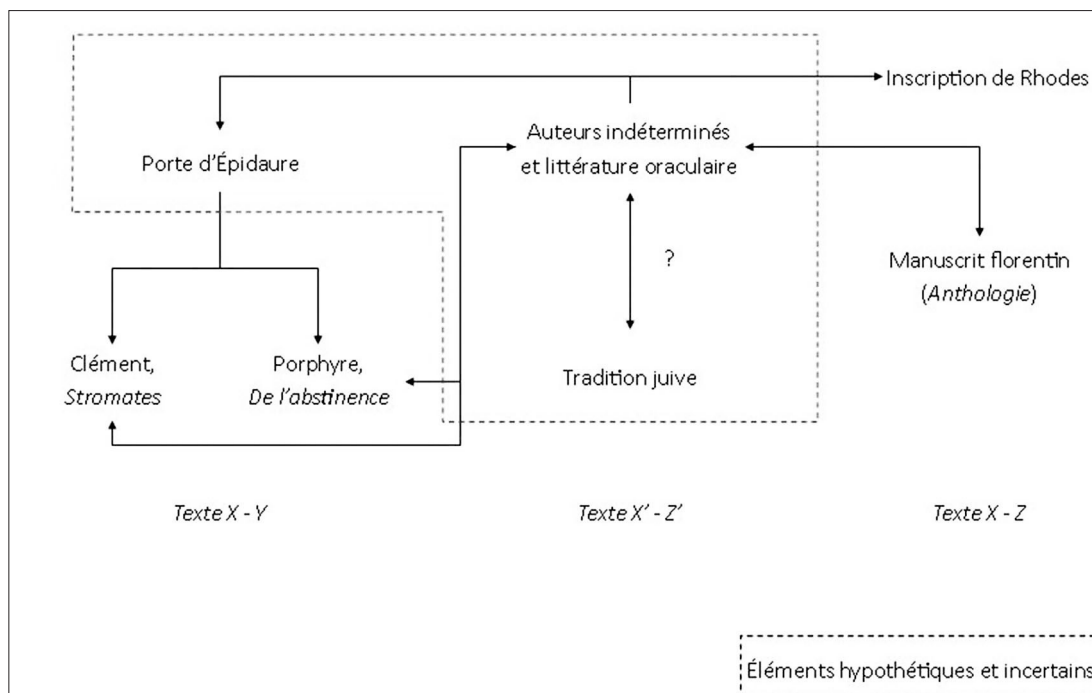 Inscription de Rhodes
Auteurs indéterminés
et littérature oraculaire
Porte d’Épidaure
?
Manuscrit florentin
(Anthologie)
Clément,
Stromates
Porphyre,
De l’abstinence
Tradition juive
Texte X - Y
Texte X’ - Z’
Texte X - Z
Éléments hypothétiques et incertains